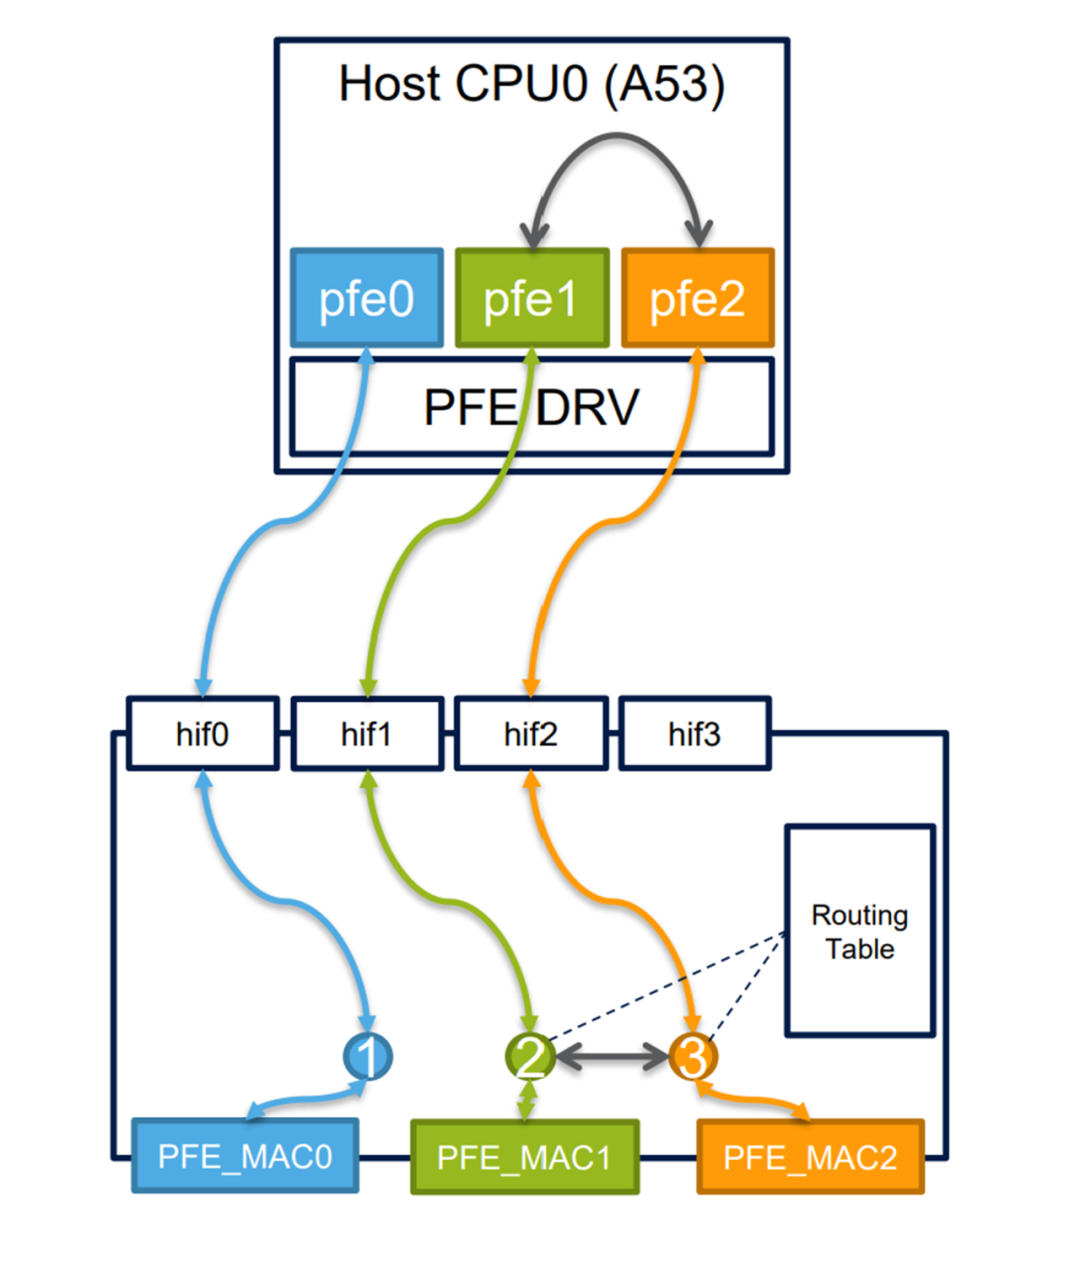 Host CPU0 (A53)
pfe0
pfe1
pfe2
PFE DRV
hif0
hif1
hif2
hif3
Routing
Table
1
2
3
PFE_MAC0
PFE_MAC1
PFE_MAC2